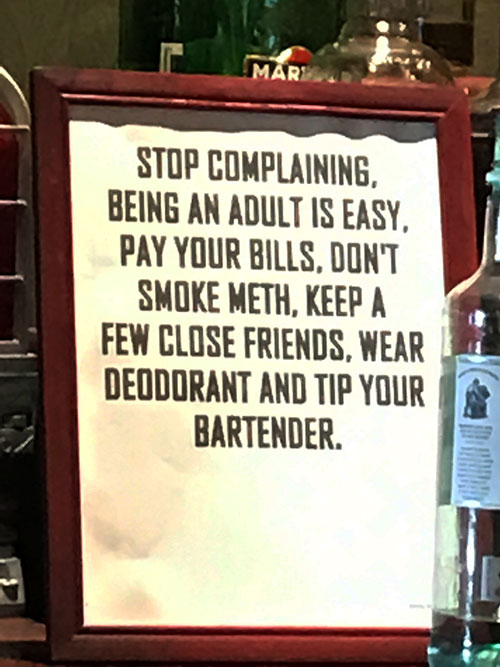 MAR
STOP COMPLAINING,
BEING AN ADULT IS EASY,
PAY YOUR BILLS, DON'T
SMOKE METH, KEEP A
FEW CLOSE FRIENDS, WEAR
DEODORANT AND TIP YOUR
BARTENDER.